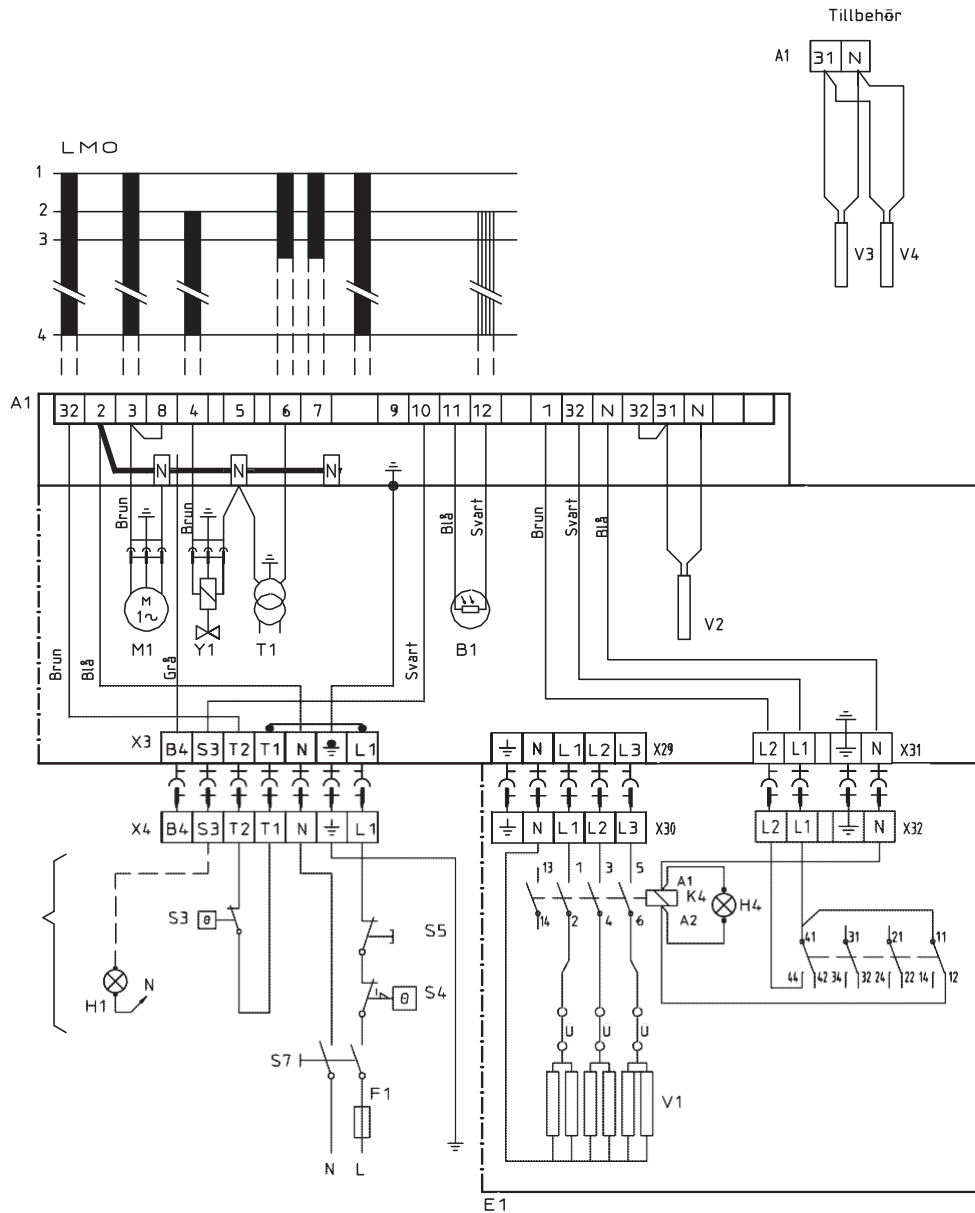 Tillbehör
A1 31 N
V3 V4
LMO
1
2
3
4
A1 32 2 3 8 4 5 6 7 9 10 11 12 1 32 N 32 31 N
N N N
Brun Brun Blå Svart Brun Svart Blå
M
1~
M1 Y1 T1 B1 V2
Brun Blå Grå Svart
X3 B4 S3 T2 T1 N L1
N L1 L2 L3 X29
L2 L1 N X31
X4 B4 S3 T2 T1 N L1
N L1 L2 L3 X30
L2 L1 N X32
13 1 3 5
A1
K4
A2
H4
14 2 4 6
S3 θ
S5
S4 θ
41 31 21 11
44 42 34 32 24 22 14 12
H1 N
U U U
S7
F1
V1
N L
E1